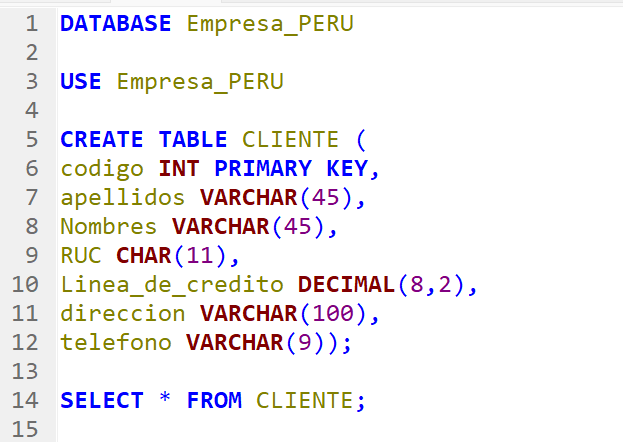 1 DATABASE Empresa_PERU
2
3 USE Empresa_PERU
4
5 CREATE TABLE CLIENTE (
6 codigo INT PRIMARY KEY,
7 apellidos VARCHAR(45),
8 Nombres VARCHAR(45),
9 RUC CHAR(11),
10 Linea_de_credito DECIMAL(8,2),
11 direccion VARCHAR(100),
12 telefono VARCHAR(9));
13
14 SELECT * FROM CLIENTE;
15